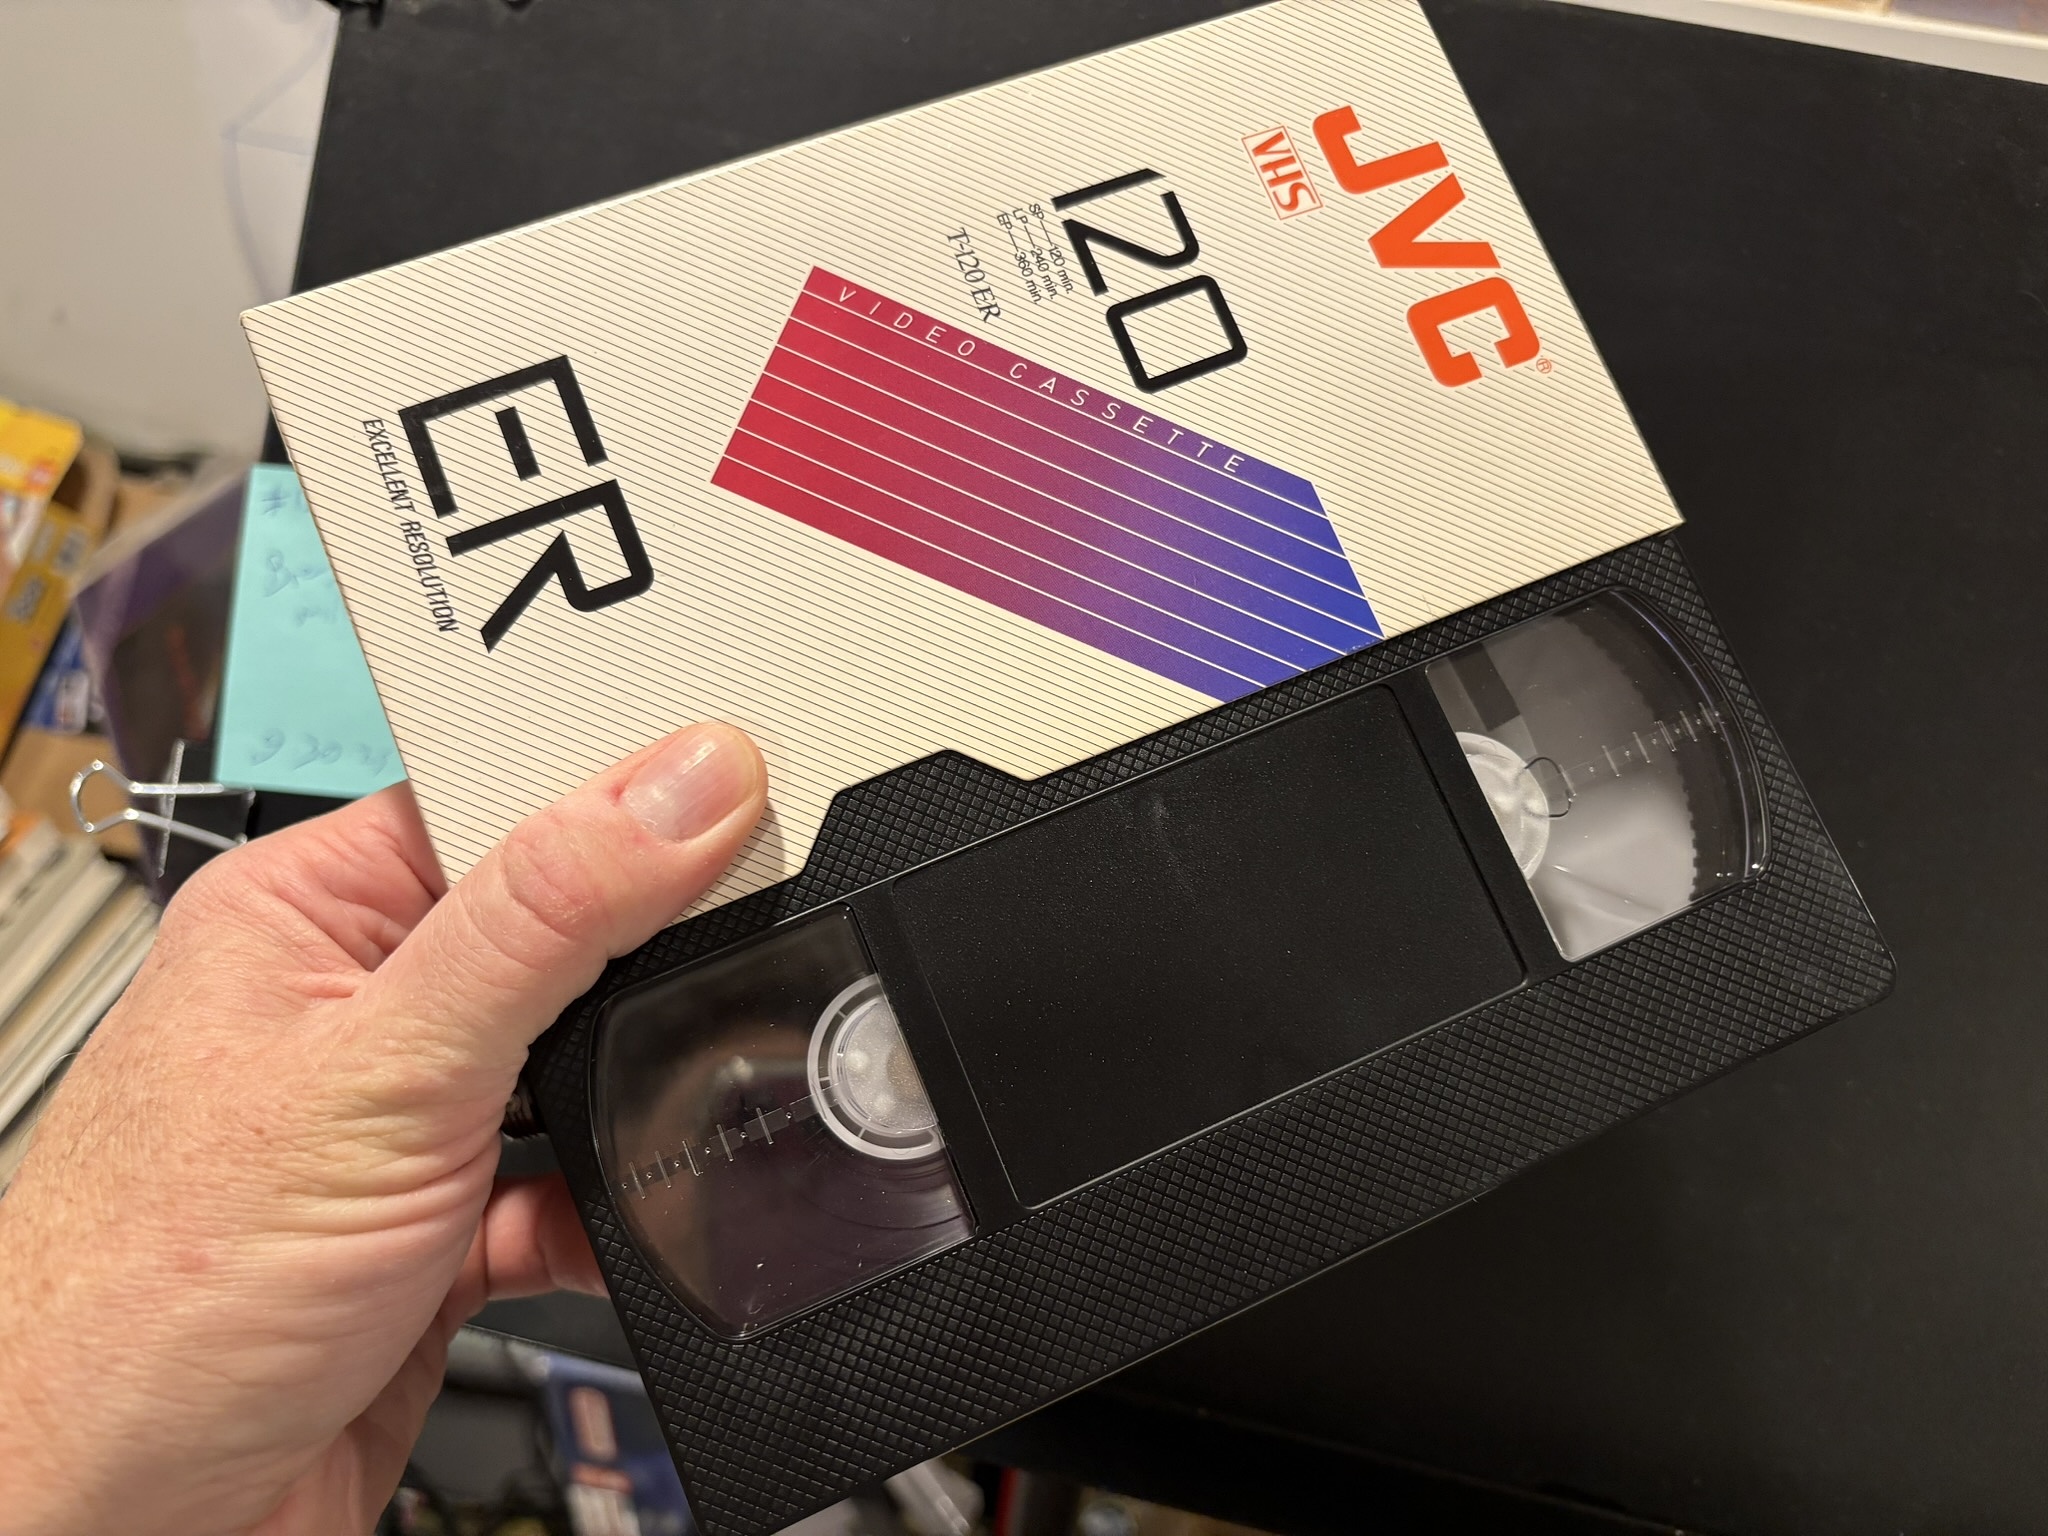 JVC®
VHS
120
SP—120 min.
LP—240 min.
EP—360 min.
T-120 ER
VIDEO CASSETTE
ER
EXCELLENT RESOLUTION